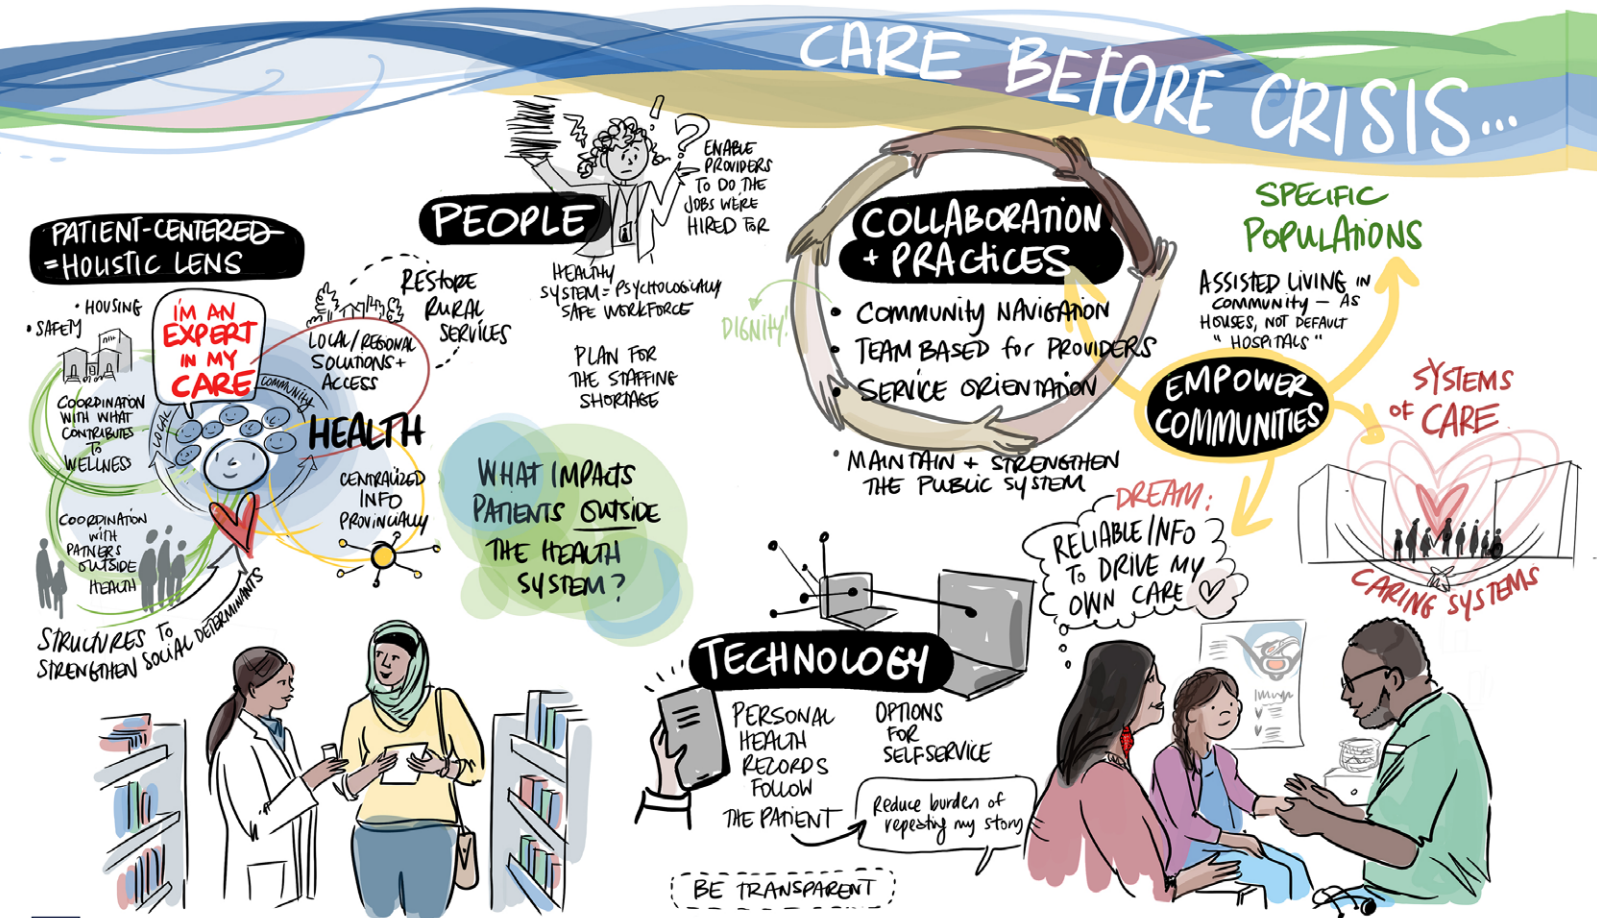 CARE BEFORE CRISIS...
PATIENT-CENTERED
= HOLISTIC LENS
• HOUSING
• SAFETY
I'M AN
EXPERT
IN MY
CARE
COORDINATION
WITH WHAT
CONTRIBUTES
TO
WELLNESS
LOCAL
COMMUNITY
HEALTH
COORDINATION
WITH
PATNERS
OUTSIDE
HEALTH
STRUCTURES TO
STRENGTHEN SOCIAL DETERMINANTS
RESTORE
RURAL
SERVICES
LOCAL/REGIONAL
SOLUTIONS +
ACCESS
CENTRALIZED
INFO
PROVINCIALLY
PEOPLE
!
?
ENABLE
PROVIDERS
TO DO THE
JOBS WE'RE
HIRED FOR
HEALTHY
SYSTEM = PSYCHOLOGICALLY
SAFE WORKFORCE
PLAN FOR
THE STAFFING
SHORTAGE
WHAT IMPACTS
PATIENTS OUTSIDE
THE HEALTH
SYSTEM?
COLLABORATION
+ PRACTICES
DIGNITY!
• COMMUNITY NAVIGATION
• TEAM BASED for PROVIDERS
• SERVICE ORIENTATION
• MAINTAIN + STRENGTHEN
THE PUBLIC SYSTEM
SPECIFIC
POPULATIONS
ASSISTED LIVING IN
COMMUNITY — AS
HOUSES, NOT DEFAULT
"HOSPITALS"
EMPOWER
COMMUNITIES
SYSTEMS
OF CARE
CARING SYSTEMS
DREAM:
RELIABLE INFO
TO DRIVE MY
OWN CARE
TECHNOLOGY
PERSONAL
HEALTH
RECORDS
FOLLOW
THE PATIENT
OPTIONS
FOR
SELFSERVICE
Reduce burden of
repeating my story
BE TRANSPARENT